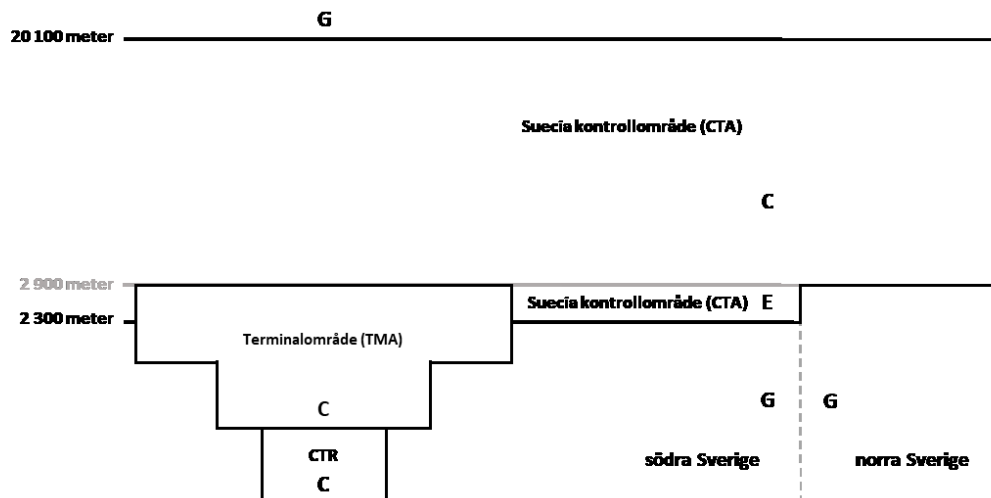 G
20 100 meter
Suecia kontrollområde (CTA)
C
2 900 meter
Suecia kontrollområde (CTA) E
2 300 meter
Terminalområde (TMA)
C
G G
CTR
södra Sverige norra Sverige
C